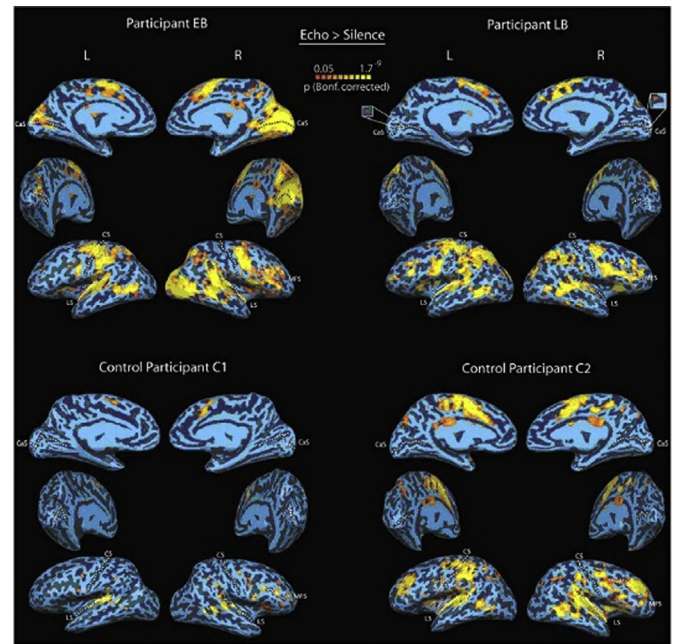 Participant EB
Echo > Silence
Participant LB
L
R
L
R
0.05
1.7⁻⁹
p (Bonf. corrected)
CaS
CaS
CaS
CaS
CS
CS
MFS
MFS
LS
LS
LS
LS
Control Participant C1
Control Participant C2
CaS
CaS
CaS
CaS
CS
CS
MFS
MFS
LS
LS
LS
LS